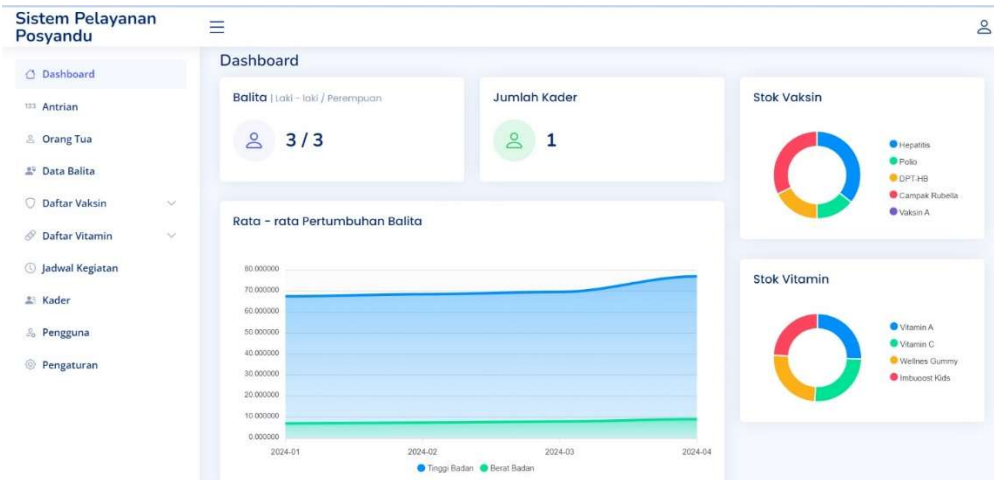 Sistem Pelayanan
Posyandu
Dashboard
123 Antrian
Orang Tua
Data Balita
Daftar Vaksin
Daftar Vitamin
Jadwal Kegiatan
Kader
Pengguna
Pengaturan
Dashboard
Balita | Laki - laki / Perempuan
3 / 3
Jumlah Kader
1
Rata - rata Pertumbuhan Balita
80.000000
70.000000
60.000000
50.000000
40.000000
30.000000
20.000000
10.000000
0.000000
2024-01 2024-02 2024-03 2024-04
Tinggi Badan Berat Badan
Stok Vaksin
Hepatitis
Polio
DPT-HB
Campak Rubella
Vaksin A
Stok Vitamin
Vitamin A
Vitamin C
Wellnes Gummy
Imbuoost Kids